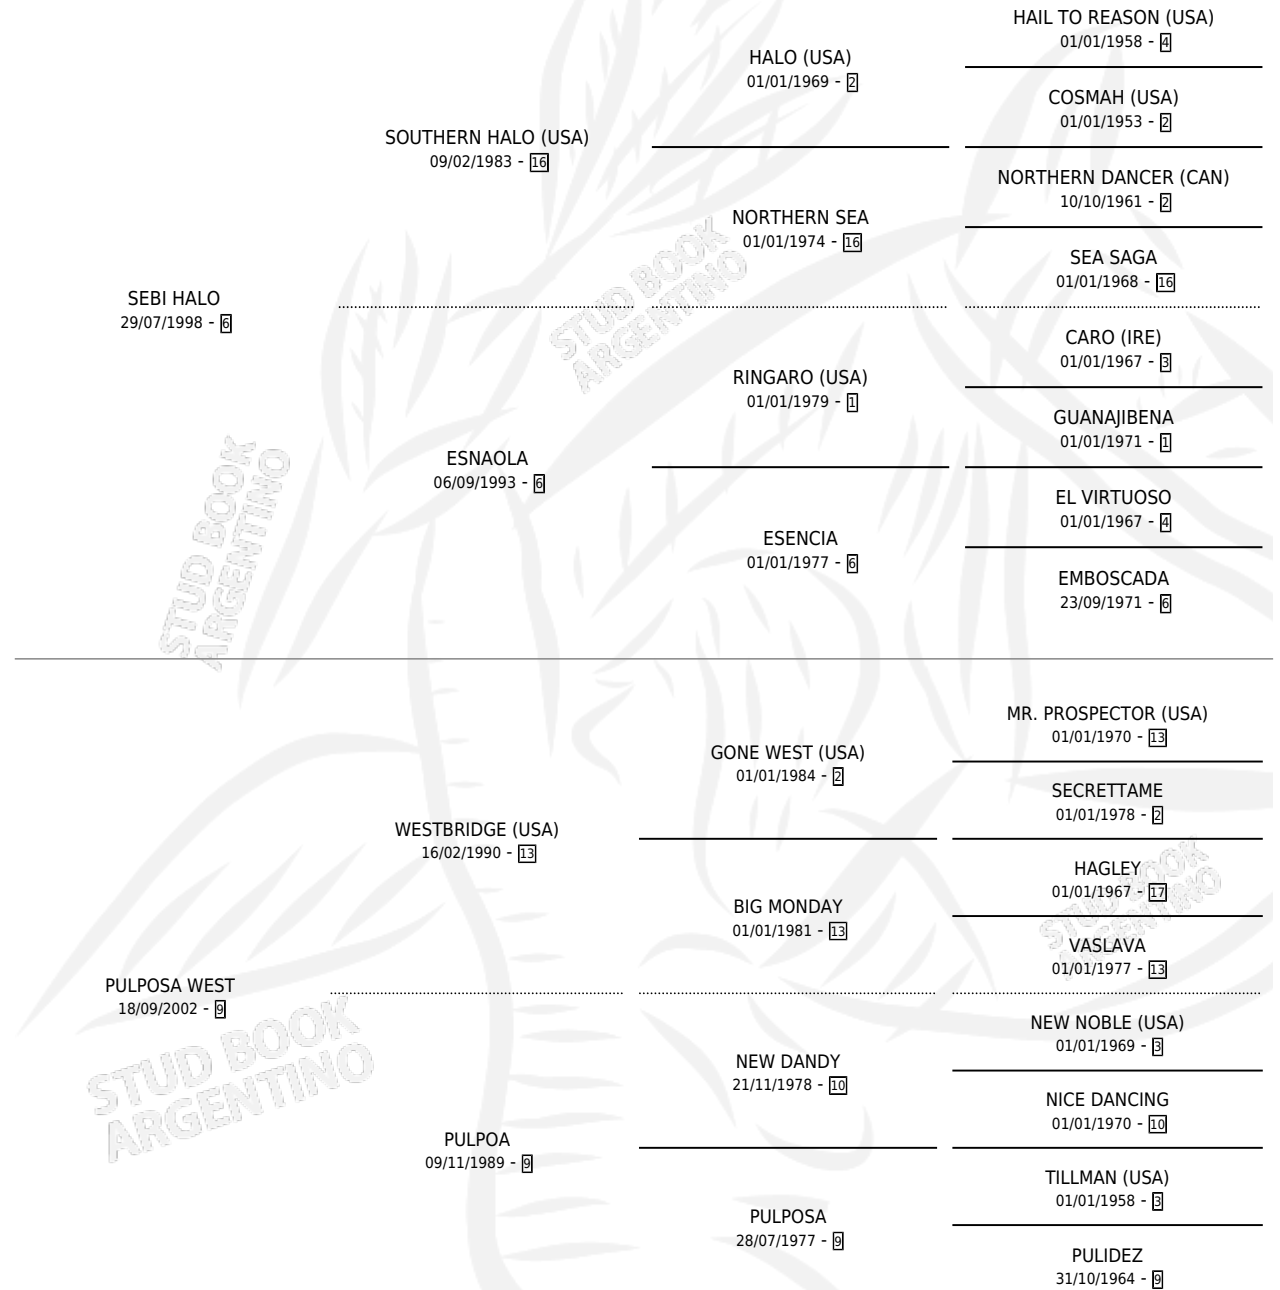 HAIL TO REASON (USA)
01/01/1958 - 4
HALO (USA)
01/01/1969 - 2
COSMAH (USA)
01/01/1953 - 2
SOUTHERN HALO (USA)
09/02/1983 - 16
NORTHERN DANCER (CAN)
10/10/1961 - 2
NORTHERN SEA
01/01/1974 - 16
SEA SAGA
01/01/1968 - 16
STUD BOOK
ARGENTINO
SEBI HALO
29/07/1998 - 6
CARO (IRE)
01/01/1967 - 3
RINGARO (USA)
01/01/1979 - 1
GUANAJIBENA
01/01/1971 - 1
ESNAOLA
06/09/1993 - 6
EL VIRTUOSO
01/01/1967 - 4
ESENCIA
01/01/1977 - 6
EMBOSCADA
23/09/1971 - 6
STUD BOOK
ARGENTINO
MR. PROSPECTOR (USA)
01/01/1970 - 13
GONE WEST (USA)
01/01/1984 - 2
SECRETTAME
01/01/1978 - 2
WESTBRIDGE (USA)
16/02/1990 - 13
HAGLEY
01/01/1967 - 17
BIG MONDAY
01/01/1981 - 13
VASLAVA
01/01/1977 - 13
STUD BOOK
ARGENTINO
PULPOSA WEST
18/09/2002 - 9
NEW NOBLE (USA)
01/01/1969 - 3
NEW DANDY
21/11/1978 - 10
NICE DANCING
01/01/1970 - 10
STUD BOOK
ARGENTINO
PULPOA
09/11/1989 - 9
TILLMAN (USA)
01/01/1958 - 3
PULPOSA
28/07/1977 - 9
PULIDEZ
31/10/1964 - 9